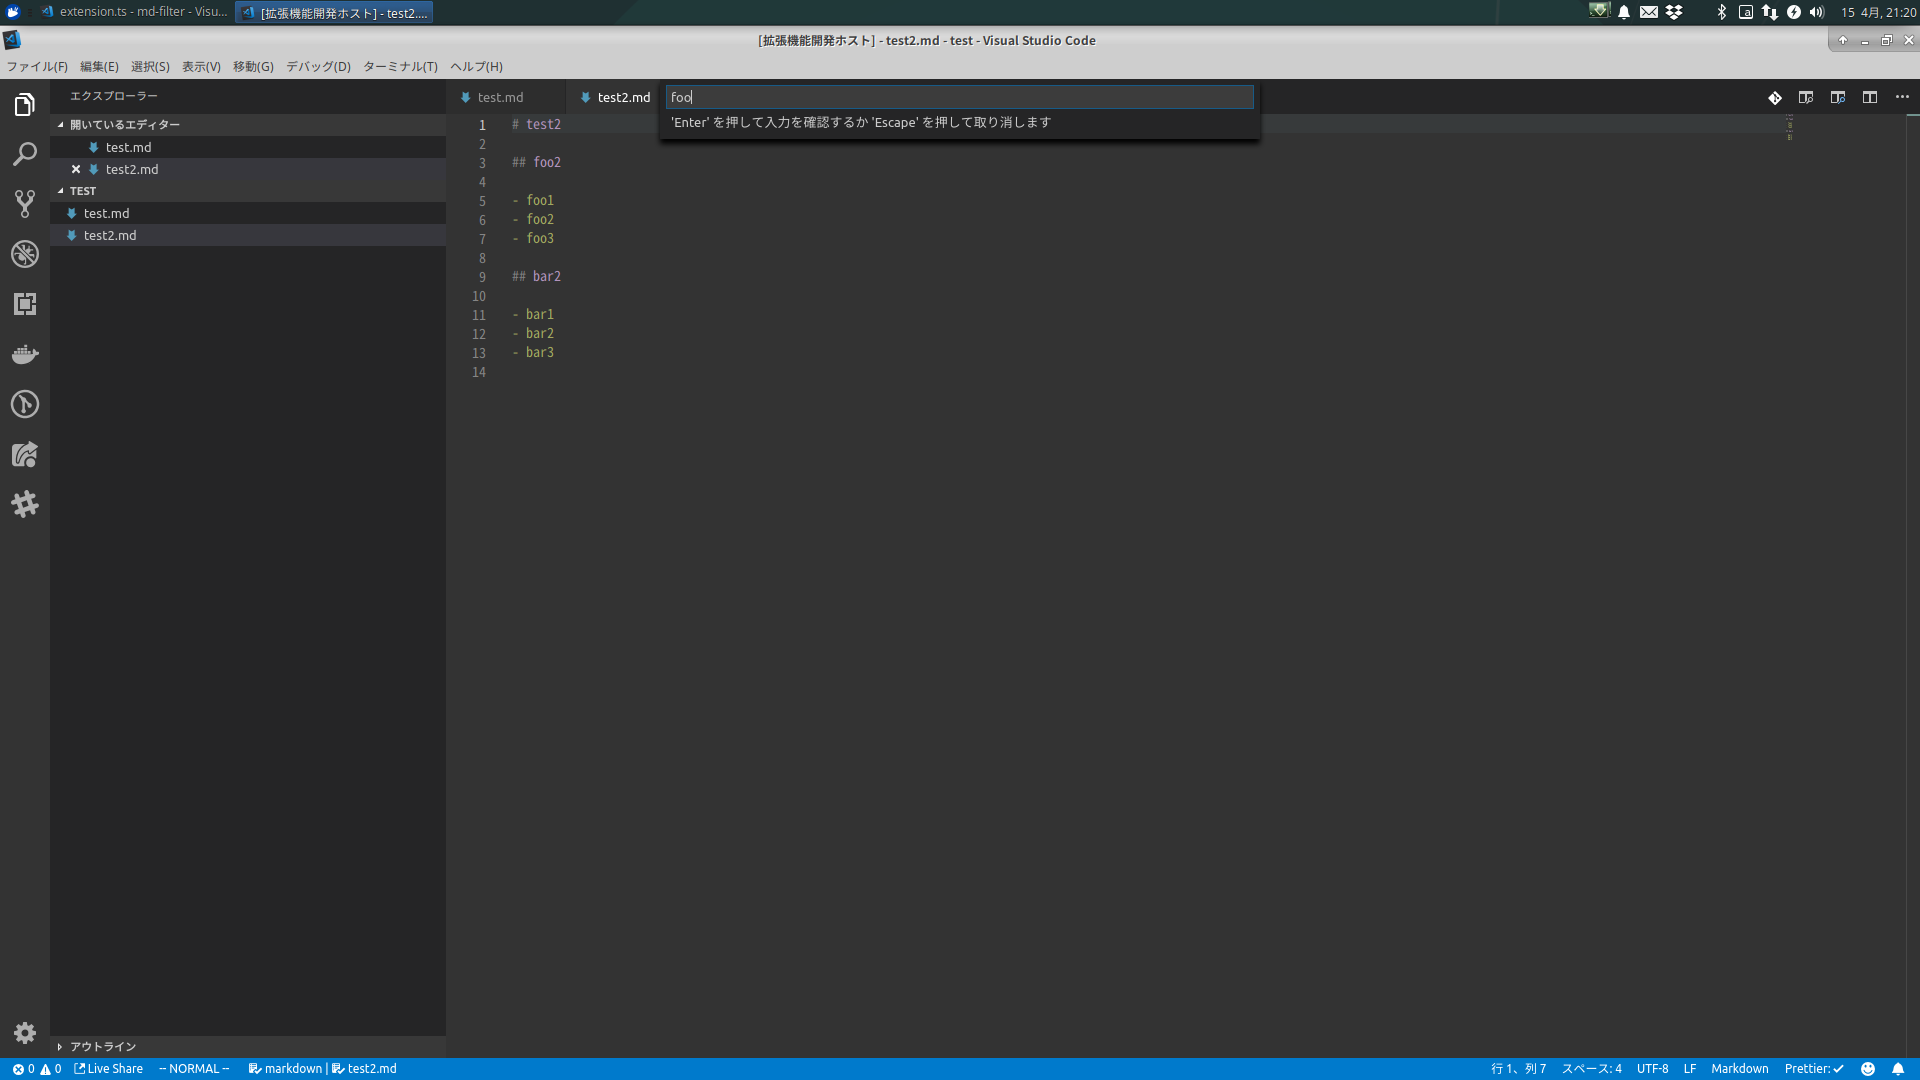 extension.ts - md-filter - Visu...
[拡張機能開発ホスト] - test2....
15 4月, 21:20
[拡張機能開発ホスト] - test2.md - test - Visual Studio Code
ファイル(F) 編集(E) 選択(S) 表示(V) 移動(G) デバッグ(D) ターミナル(T) ヘルプ(H)
エクスプローラー
開いているエディター
test.md
test2.md
TEST
test.md
test2.md
アウトライン
test.md
test2.md
foo
'Enter' を押して入力を確認するか 'Escape' を押して取り消します
1 # test2
2
3 ## foo2
4
5 - foo1
6 - foo2
7 - foo3
8
9 ## bar2
10
11 - bar1
12 - bar2
13 - bar3
14
0 0 Live Share -- NORMAL -- markdown | test2.md
行 1、列 7 スペース: 4 UTF-8 LF Markdown Prettier: ✓